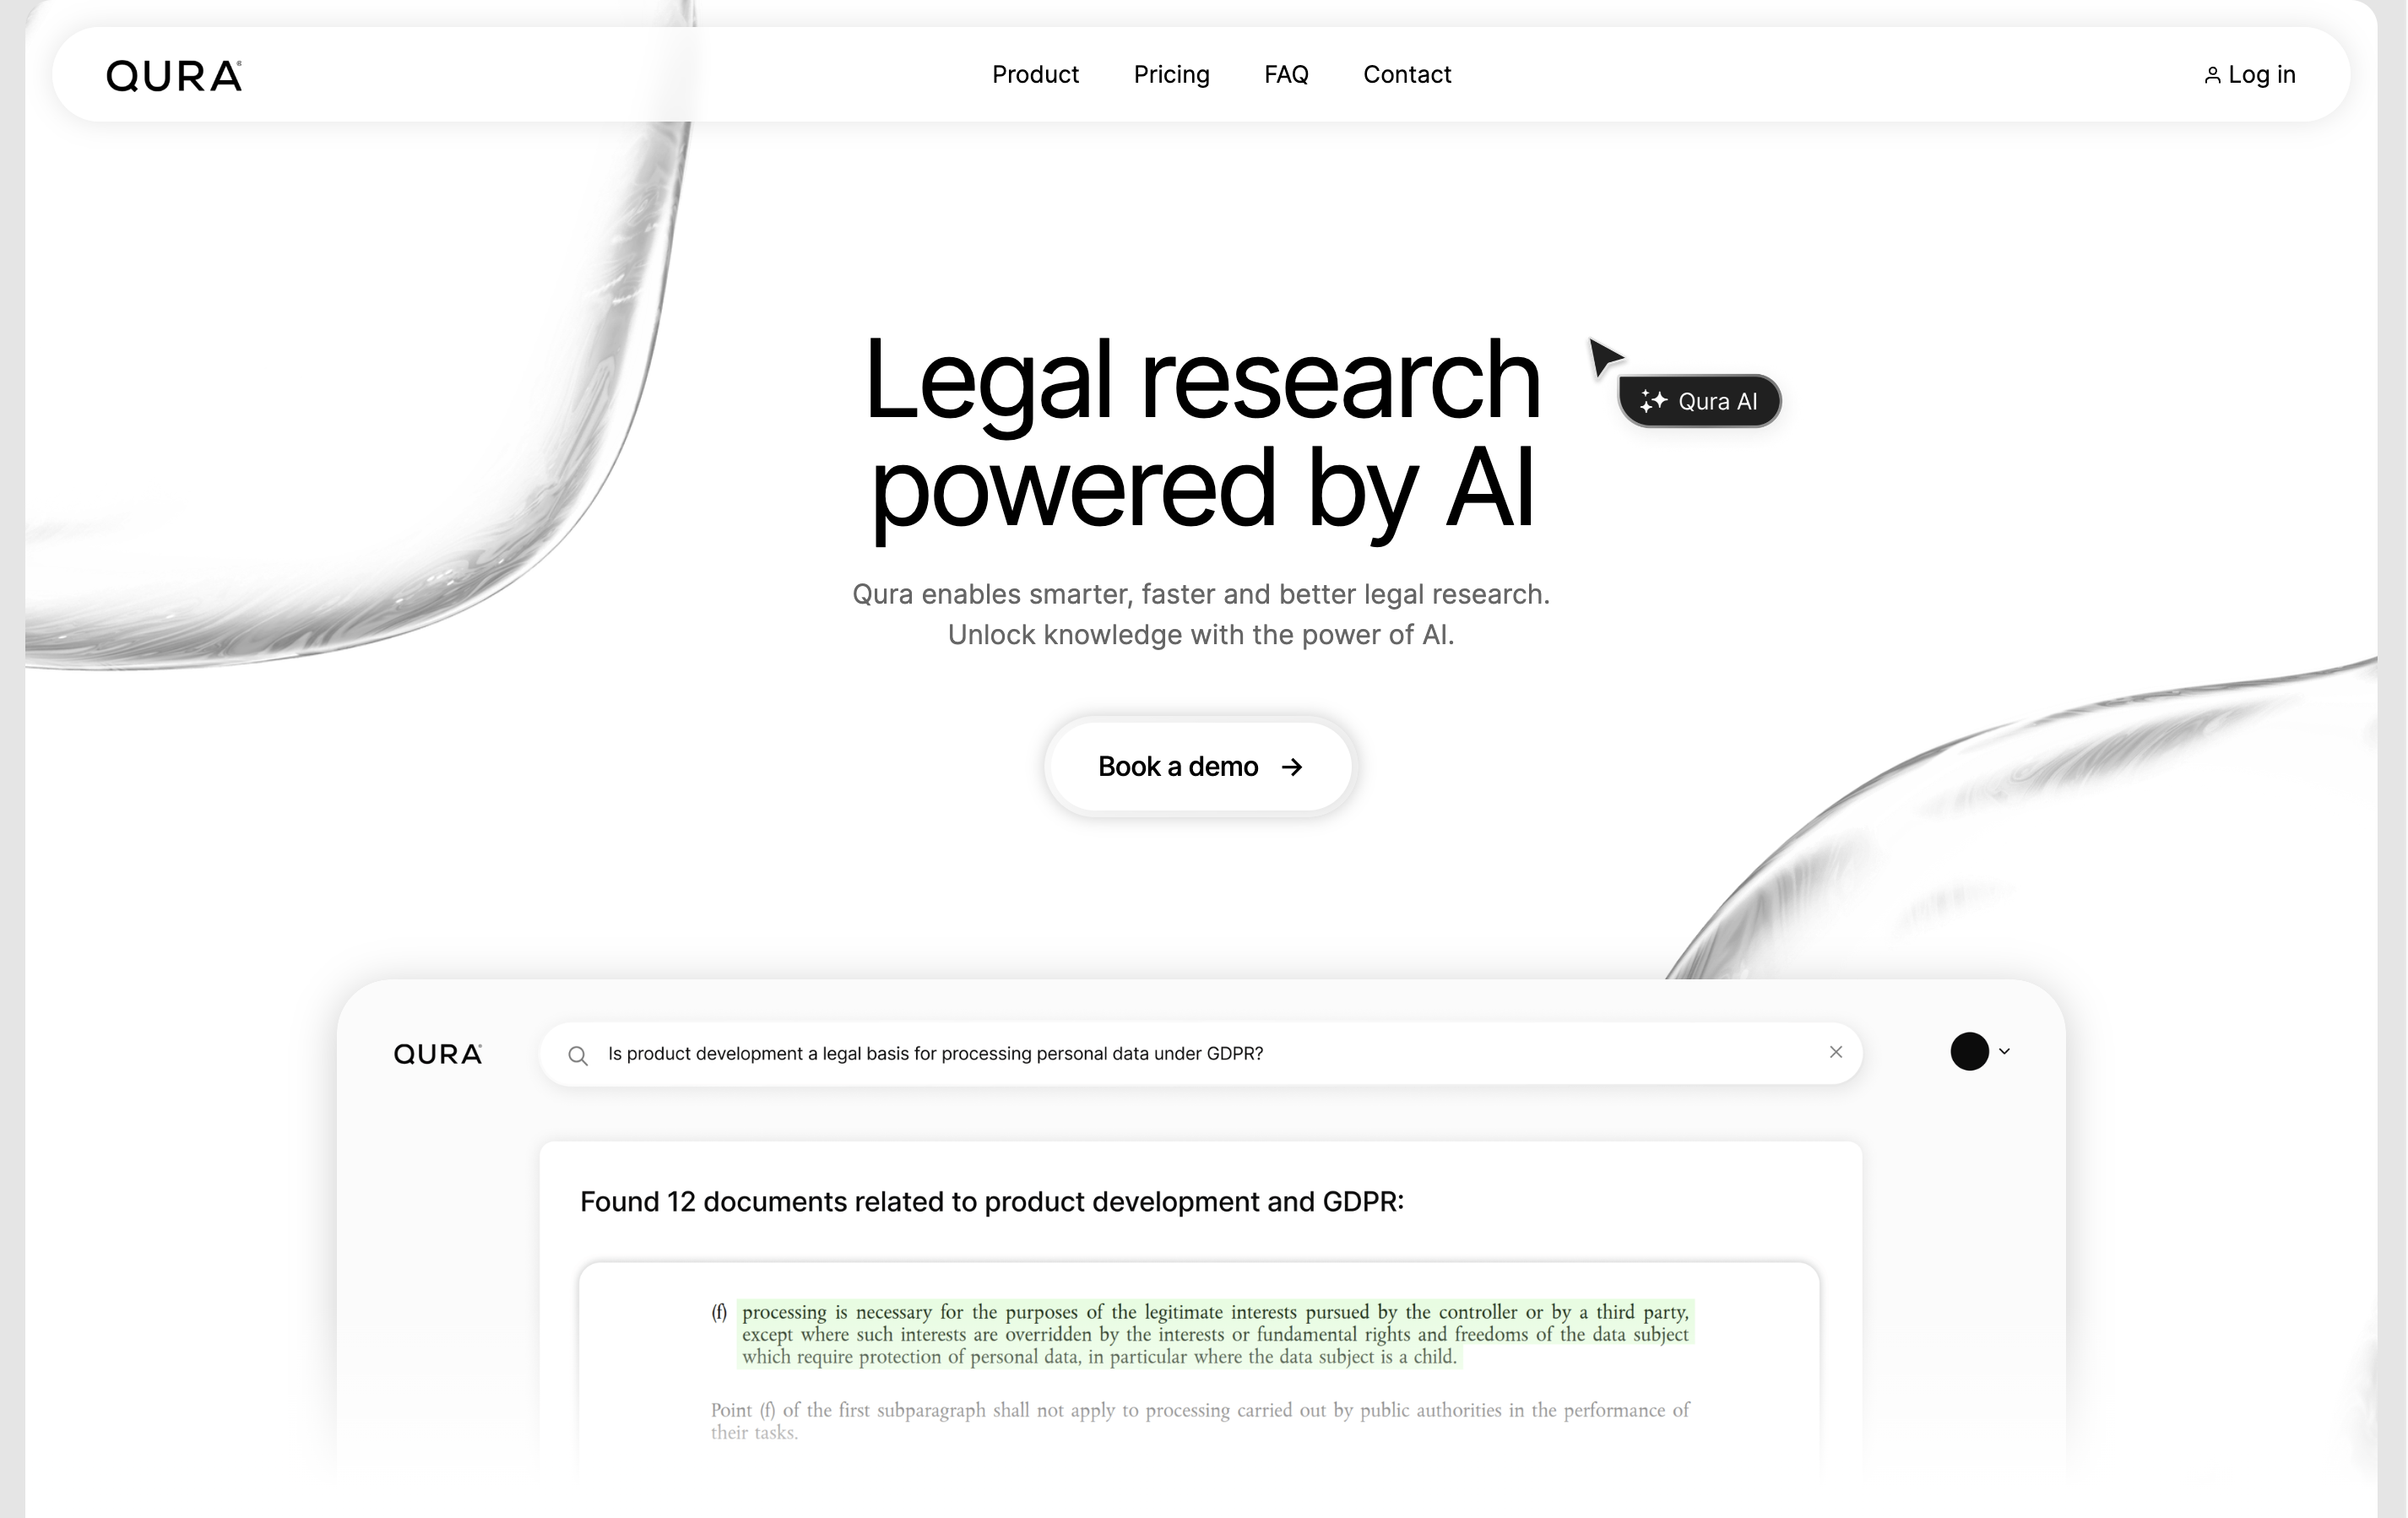 QURA
Product Pricing FAQ Contact
Log in
Legal research
powered by AI
Qura AI
Qura enables smarter, faster and better legal research.
Unlock knowledge with the power of AI.
Book a demo →
QURA
Is product development a legal basis for processing personal data under GDPR?
Found 12 documents related to product development and GDPR:
(f) processing is necessary for the purposes of the legitimate interests pursued by the controller or by a third party,
except where such interests are overridden by the interests or fundamental rights and freedoms of the data subject
which require protection of personal data, in particular where the data subject is a child.
Point (f) of the first subparagraph shall not apply to processing carried out by public authorities in the performance of
their tasks.